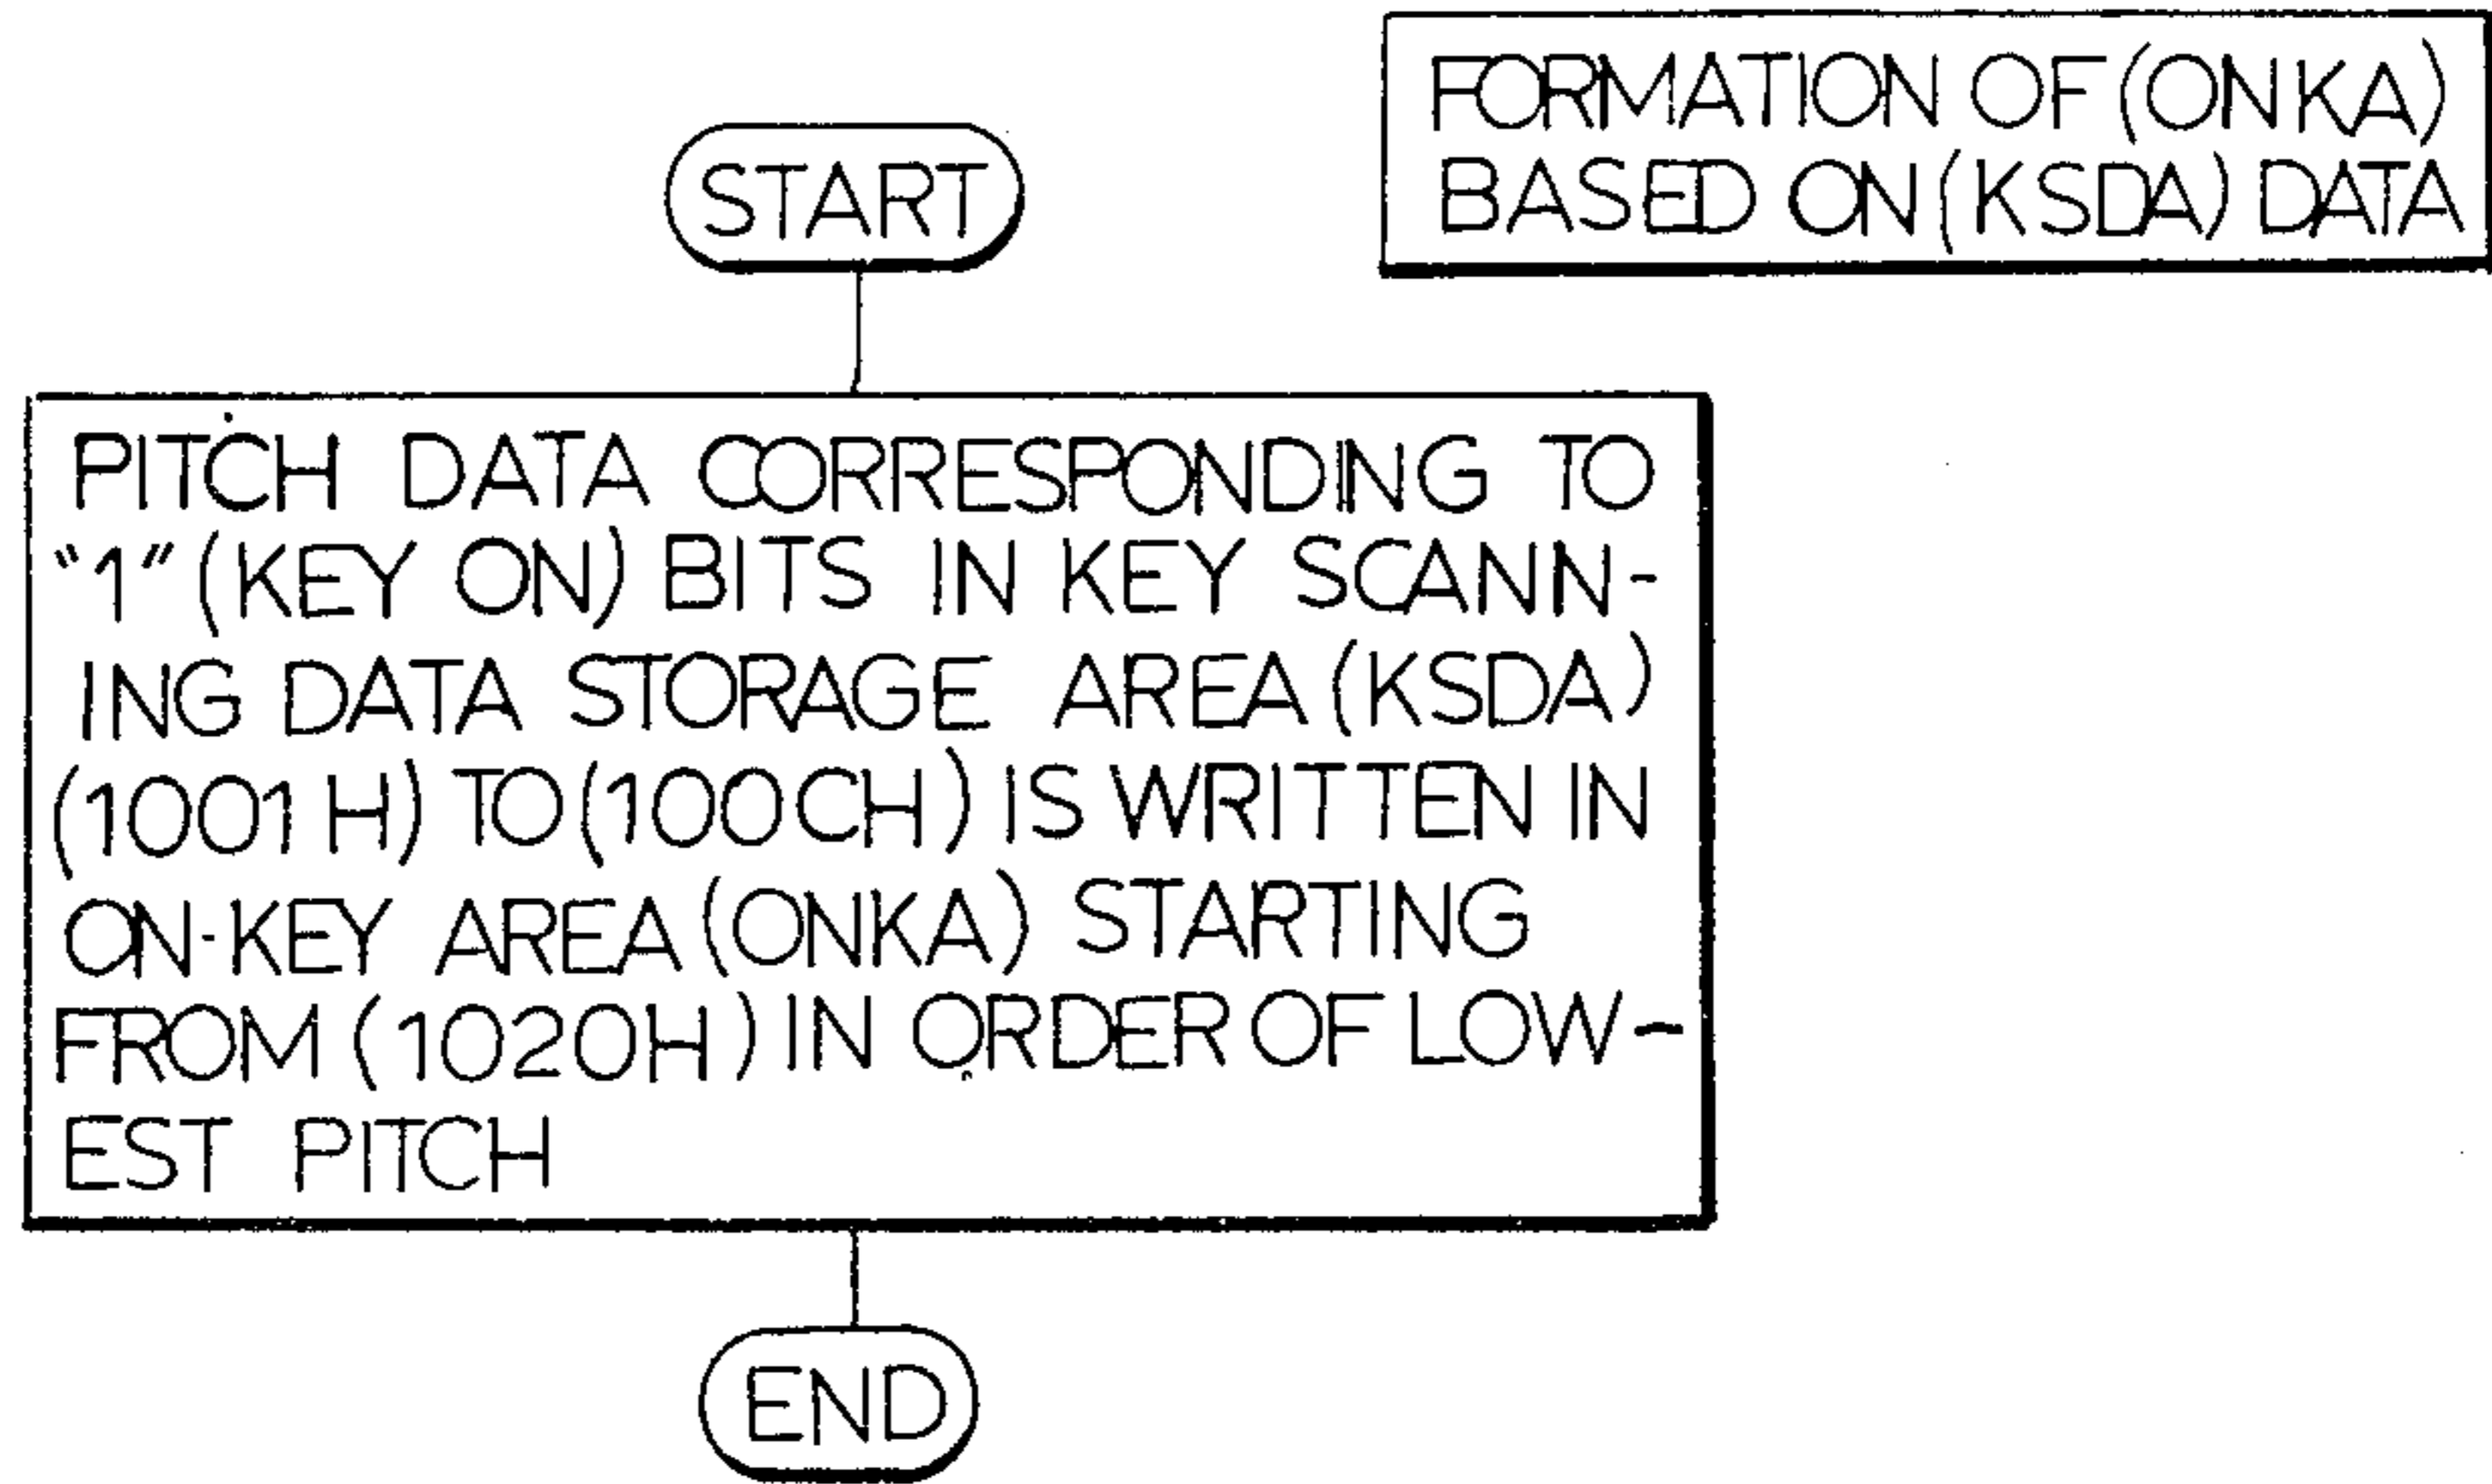 FORMATION OF (ONKA)
BASED ON (KSDA) DATA
START
PITCH DATA CORRESPONDING TO
"1" (KEY ON) BITS IN KEY SCANN-
ING DATA STORAGE AREA (KSDA)
(1001H) TO (100CH) IS WRITTEN IN
ON-KEY AREA (ONKA) STARTING
FROM (1020H) IN ORDER OF LOW-
EST PITCH
END